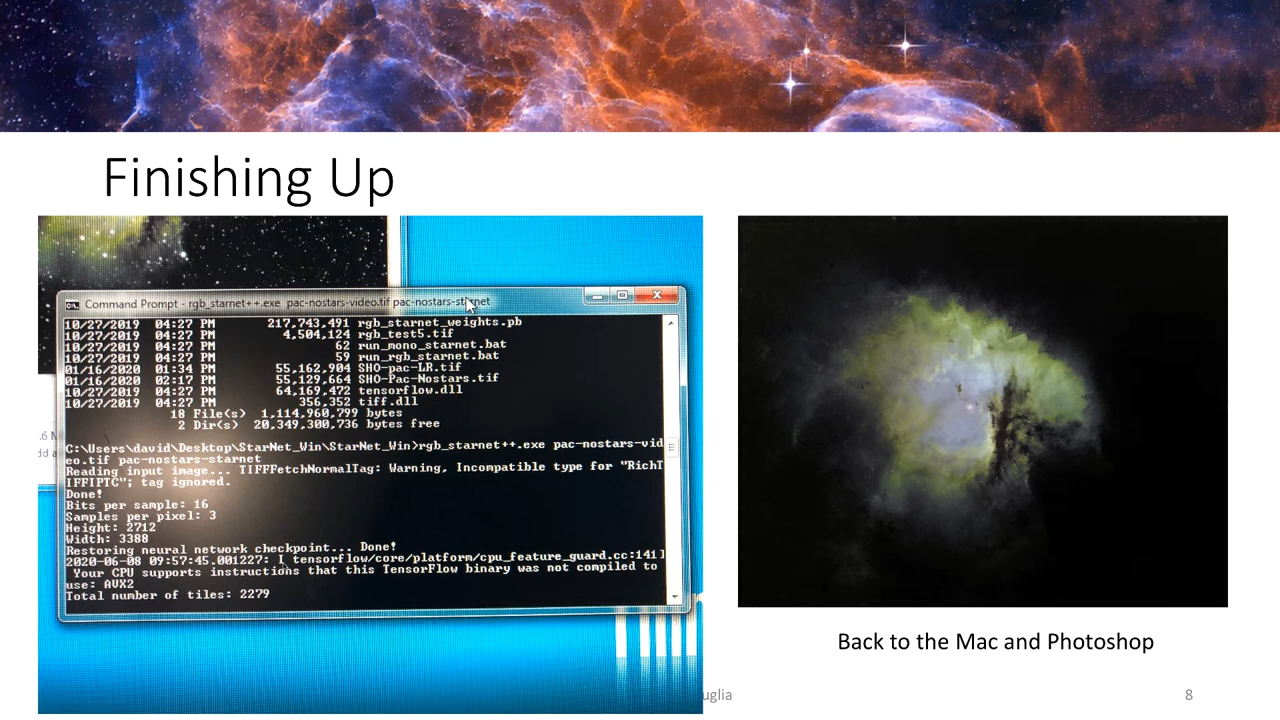 Finishing Up
Command Prompt - rgb_starnet++.exe pac-nostars-video.tif pac-nostars-starnet
10/27/2019 04:27 PM 217,743,491 rgb_starnet_weights.pb
10/27/2019 04:27 PM 4,504,124 rgb_test5.tif
10/27/2019 04:27 PM 62 run_mono_starnet.bat
10/27/2019 04:27 PM 59 run_rgb_starnet.bat
01/16/2020 01:34 PM 55,162,904 SHO-pac-LR.tif
01/16/2020 02:17 PM 55,129,664 SHO-Pac-Nostars.tif
10/27/2019 04:27 PM 64,169,472 tensorflow.dll
10/27/2019 04:27 PM 356,352 tiff.dll
18 File(s) 1,114,960,799 bytes
2 Dir(s) 20,349,300,736 bytes free
C:\Users\david\Desktop\StarNet_Win\StarNet_Win>rgb_starnet++.exe pac-nostars-vid
eo.tif pac-nostars-starnet
Reading input image... TIFFFetchNormalTag: Warning, Incompatible type for "RichT
IFFIPTC"; tag ignored.
Done!
Bits per sample: 16
Samples per pixel: 3
Height: 2712
Width: 3388
Restoring neural network checkpoint... Done!
2020-06-08 09:57:45.001227: I tensorflow/core/platform/cpu_feature_guard.cc:141]
Your CPU supports instructions that this TensorFlow binary was not compiled to
use: AVX2
Total number of tiles: 2279
Back to the Mac and Photoshop
uglia
8